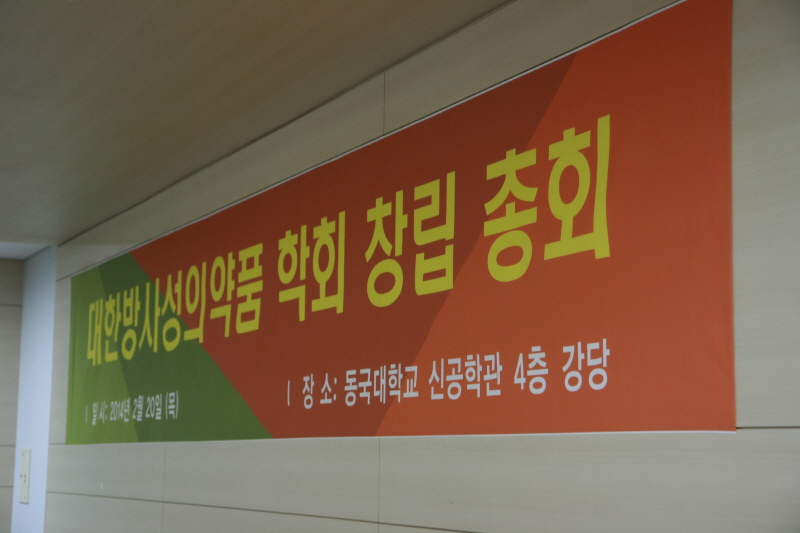 대한방사성의약품 학회 창립 총회
| 일 시: 2014년 2월 20일 (목)
| 장 소: 동국대학교 신공학관 4층 강당